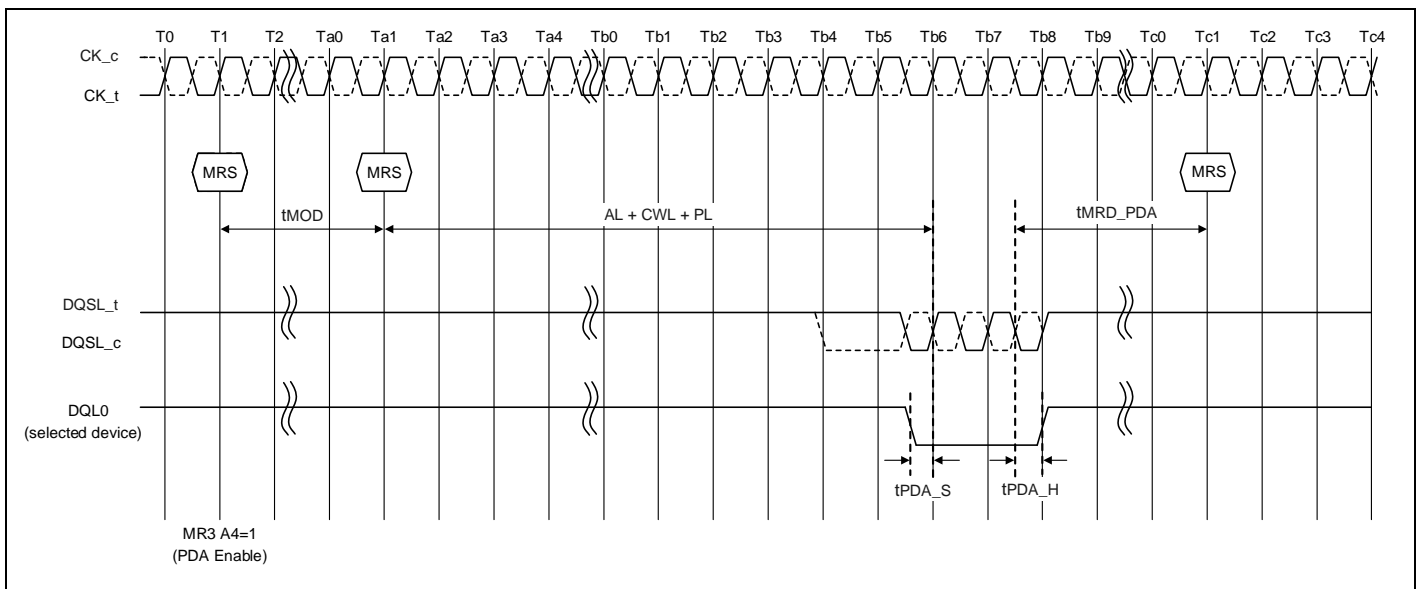 T0 T1 T2 Ta0 Ta1 Ta2 Ta3 Ta4 Tb0 Tb1 Tb2 Tb3 Tb4 Tb5 Tb6 Tb7 Tb8 Tb9 Tc0 Tc1 Tc2 Tc3 Tc4
CK_c
CK_t
MRS MRS MRS
tMOD AL + CWL + PL tMRD_PDA
DQSL_t
DQSL_c
DQL0
(selected device)
tPDA_S tPDA_H
MR3 A4=1
(PDA Enable)